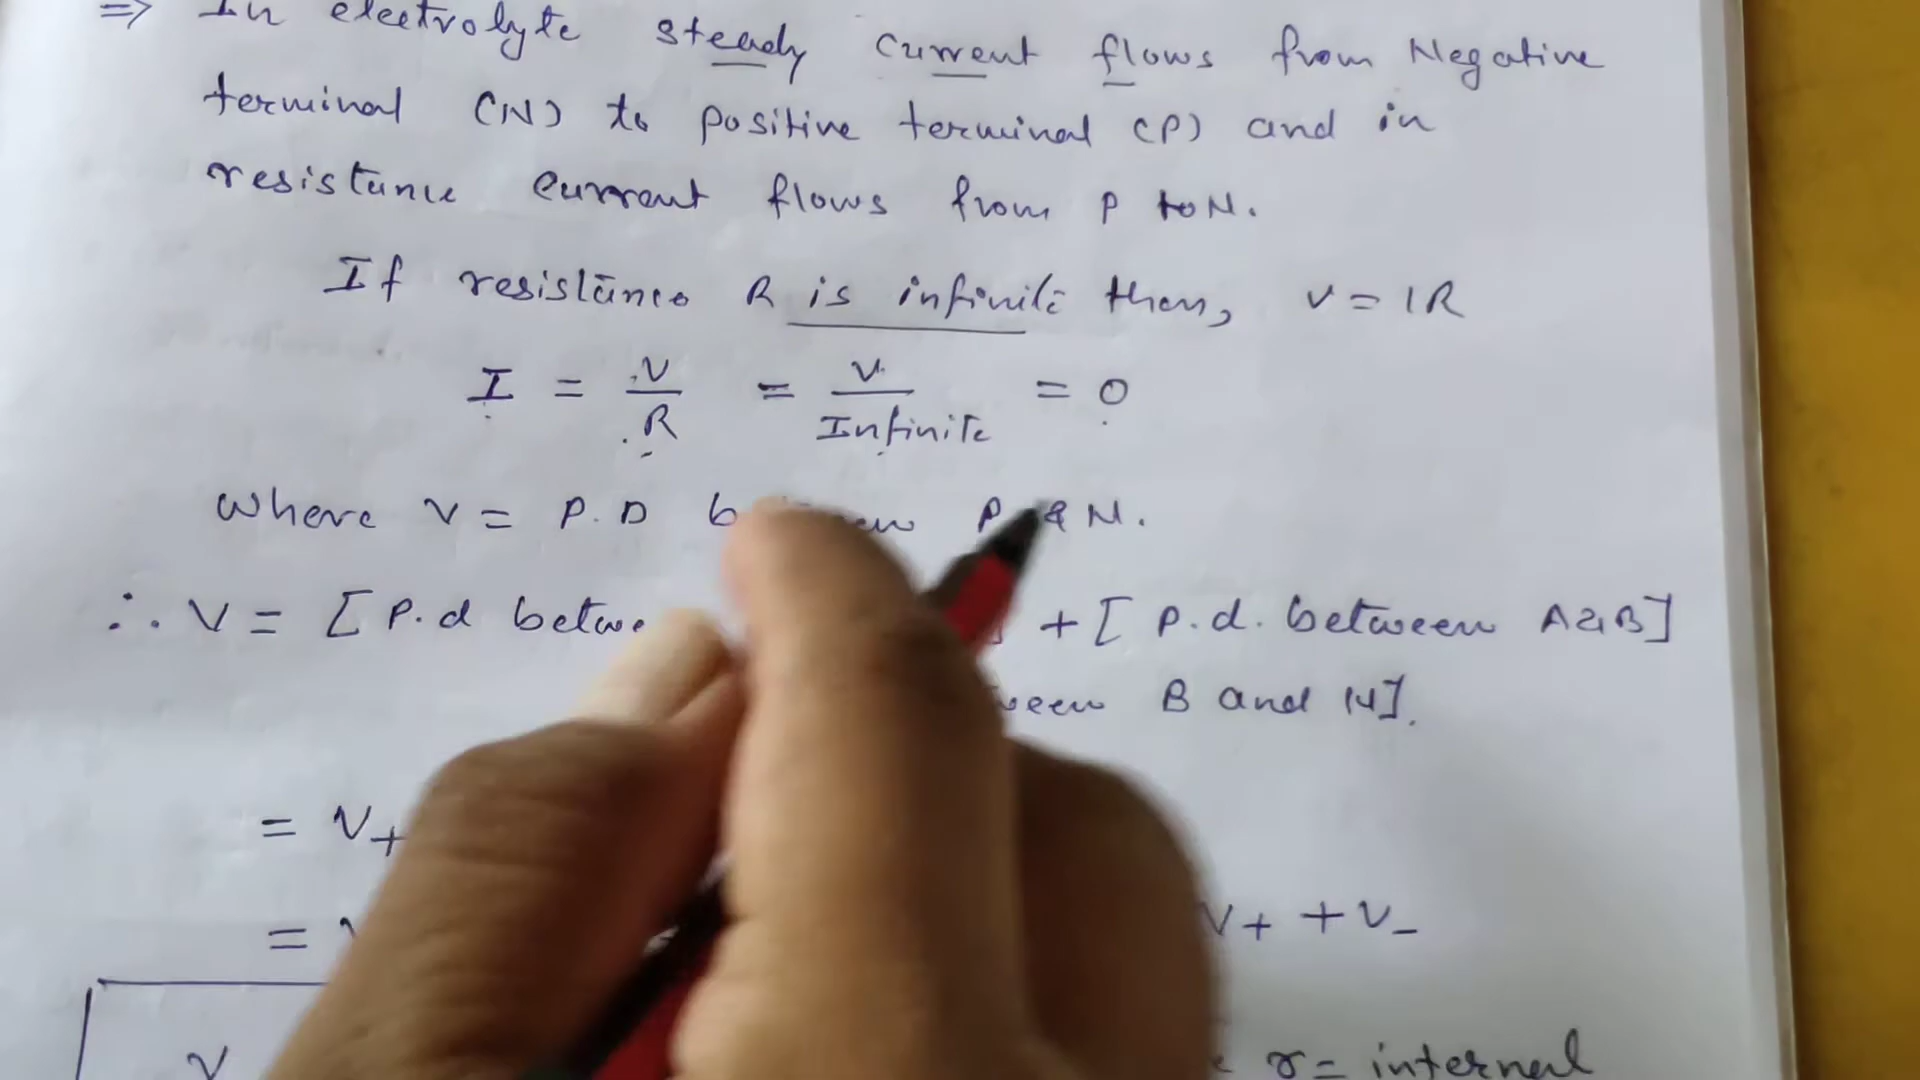 => In electrolyte steady current flows from Negative
terminal (N) to positive terminal (P) and in
resistance current flows from P to N.
If resistance R is infinite then, V = IR
I = V/R = V/Infinite = 0
Where V = P.D P & N.
∴ V = [P.d + [P.d. between A & B]
B and N].
= V+
= V+ + V-
V r = internal